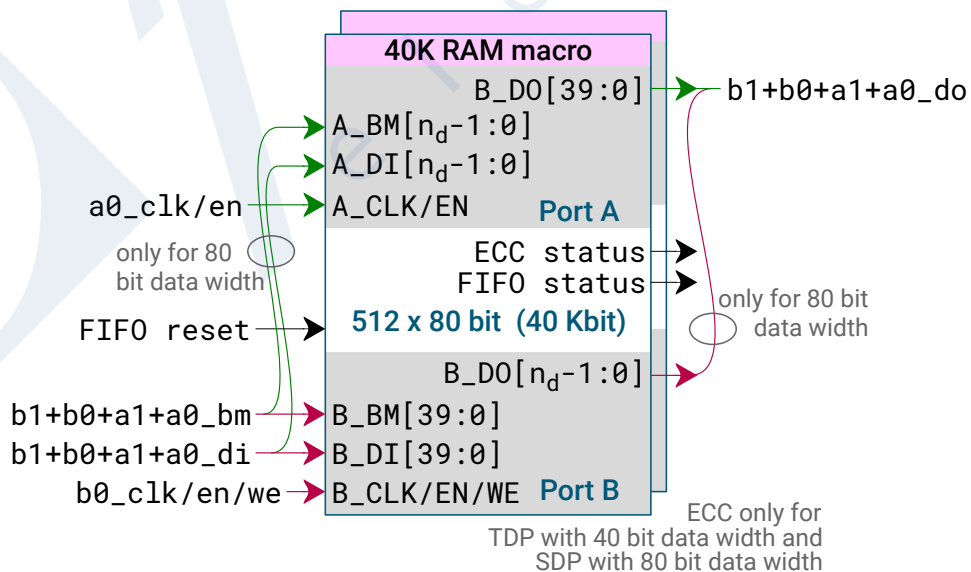 40K RAM macro
B_DO[39:0]
b1+b0+a1+a0_do
A_BM[nd-1:0]
A_DI[nd-1:0]
a0_clk/en
A_CLK/EN
Port A
only for 80
bit data width
ECC status
FIFO status
only for 80 bit
data width
FIFO reset
512 x 80 bit (40 Kbit)
B_DO[nd-1:0]
b1+b0+a1+a0_bm
B_BM[39:0]
b1+b0+a1+a0_di
B_DI[39:0]
b0_clk/en/we
B_CLK/EN/WE
Port B
ECC only for
TDP with 40 bit data width and
SDP with 80 bit data width